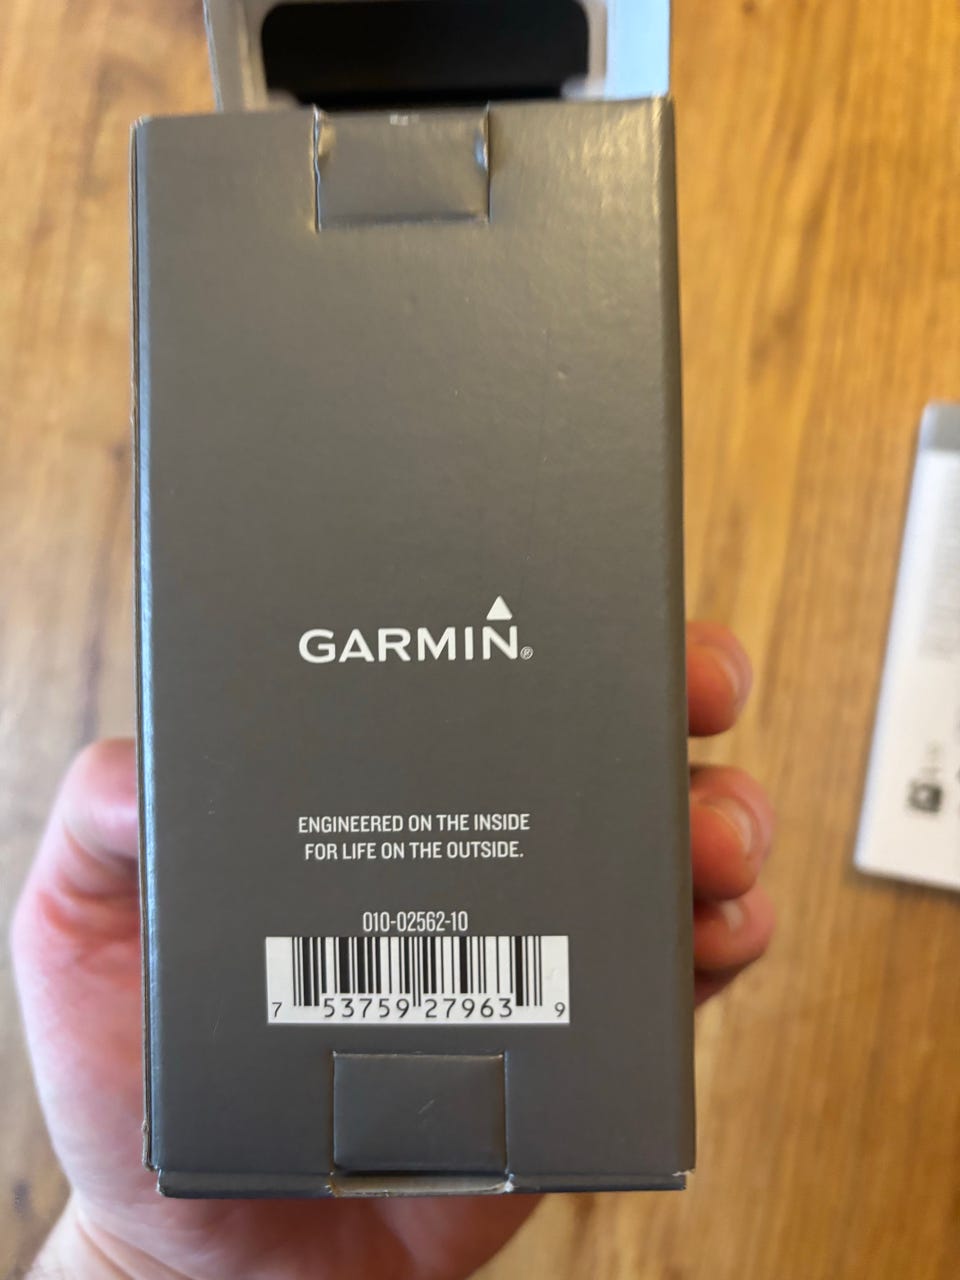 GARMIN®
ENGINEERED ON THE INSIDE
FOR LIFE ON THE OUTSIDE.
010-02562-10
7 53759 27963 9